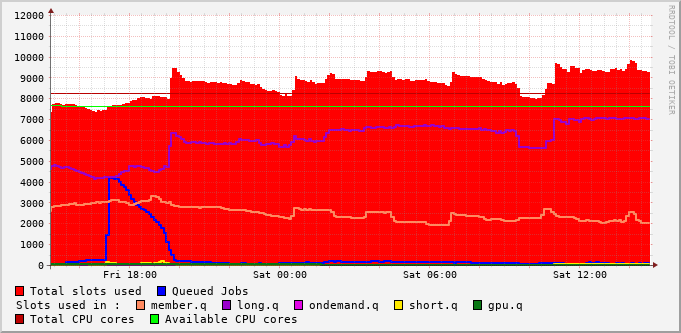 12000
11000
10000
9000
8000
7000
6000
5000
4000
3000
2000
1000
0
Fri 18:00 Sat 00:00 Sat 06:00 Sat 12:00
RRDTOOL / TOBI OETIKER
Total slots used Queued Jobs
Slots used in : member.q long.q ondemand.q short.q gpu.q
Total CPU cores Available CPU cores